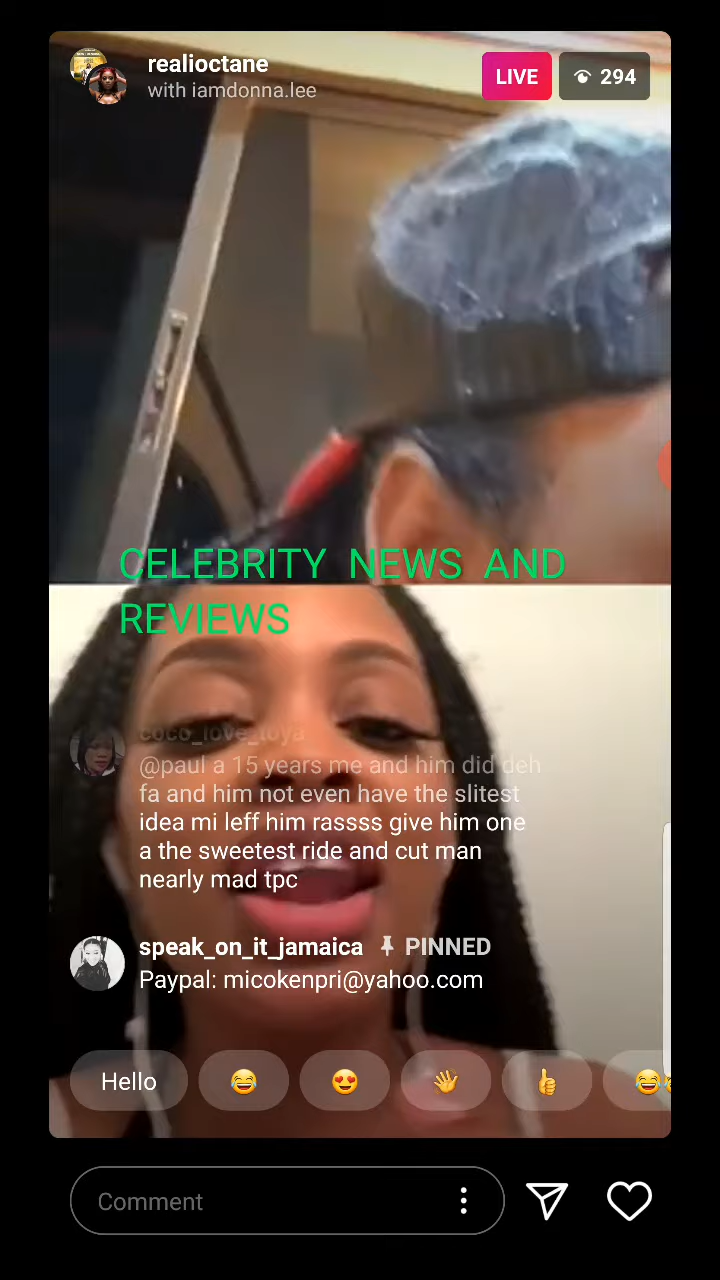 realioctane
with iamdonna.lee
LIVE
294
CELEBRITY NEWS AND
REVIEWS
coco_love_toya
@paul a 15 years me and him did deh
fa and him not even have the slitest
idea mi leff him rassss give him one
a the sweetest ride and cut man
nearly mad tpc
speak_on_it_jamaica PINNED
Paypal: micokenpri@yahoo.com
Hello
Comment